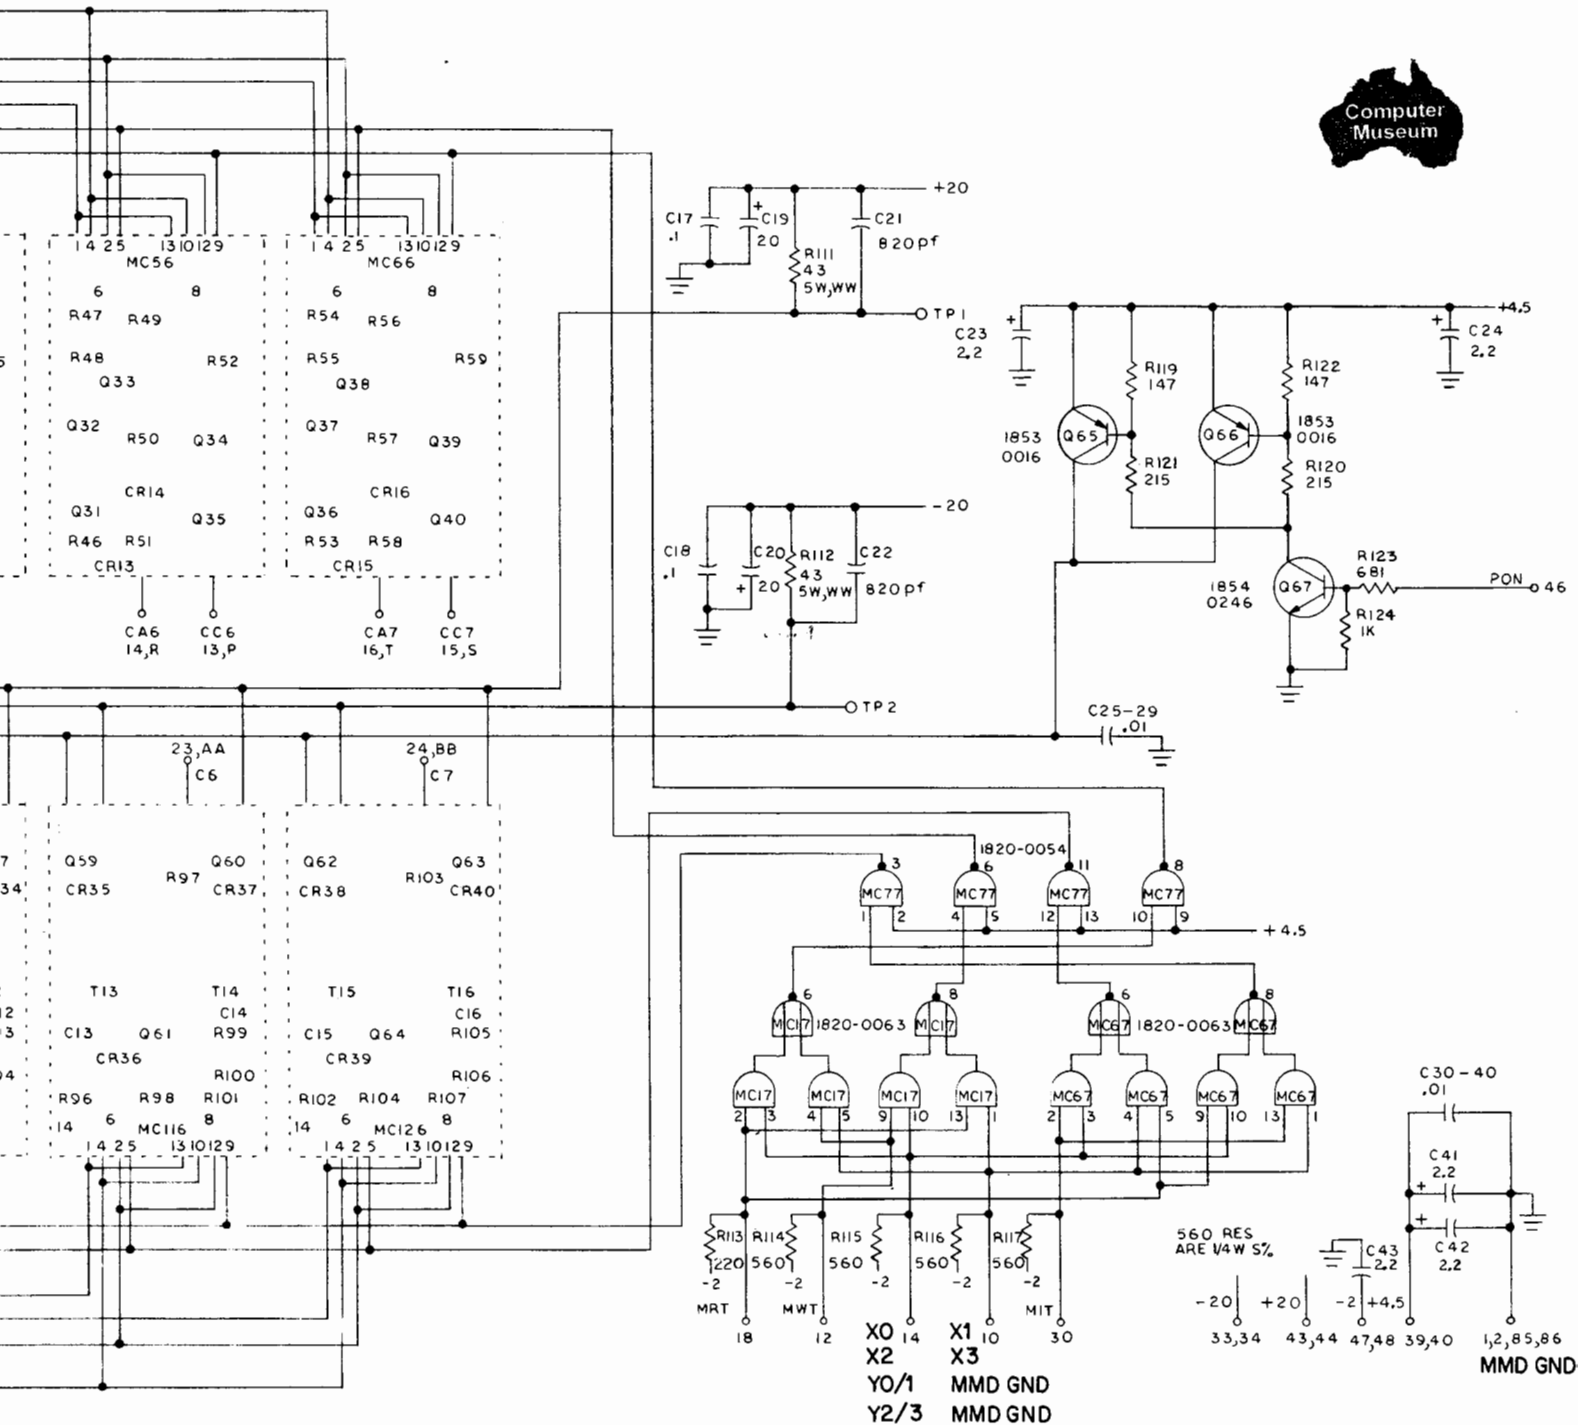 Computer
Museum
1 4 2 5 13 10 12 9
MC56
6 8
R47 R49
R48 R52
Q33
Q32 R50 Q34
CR14
Q31 Q35
R46 R51
CR13
CA6 CC6
14,R 13,P
1 4 2 5 13 10 12 9
MC66
6 8
R54 R56
R55 R59
Q38
Q37 R57 Q39
CR16
Q36 Q40
R53 R58
CR15
CA7 CC7
16,T 15,S
+20
C17 + C19 C21
.1 20 820pf
R111
43
5W,WW
TP1
-20
C18 C20 R112 C22
.1 + 20 43 820pf
5W,WW
TP2
+4.5
C23 +
2.2
+ C24
2.2
R119
147
R122
147
1853
0016
Q65
Q66
1853
0016
R121
215
R120
215
1854
0246
Q67
R123
681
PON 46
R124
1K
C25-29
.01
23,AA
C6
24,BB
C7
7
34
Q59 Q60
R97
CR35 CR37
T13 T14
C14
C13 Q61 R99
CR36
R100
R96 R98 R101
6 8
14 MC116
1 4 2 5 13 10 12 9
Q62 Q63
R103
CR38 CR40
T15 T16
C16
C15 Q64 R105
CR39
R106
R102 R104 R107
6 8
14 MC126
1 4 2 5 13 10 12 9
1820-0054
3 6 11 8
MC77 MC77 MC77 MC77
1 2 4 5 12 13 10 9
+4.5
6 8 6 8
MC17 1820-0063 MC17 MC67 1820-0063 MC67
MC17 MC17 MC17 MC17 MC67 MC67 MC67 MC67
2 3 4 5 9 10 13 1 2 3 4 5 9 10 13 1
R113 R114 R115 R116 R117
220 560 560 560 560
-2 -2 -2 -2 -2
MRT MWT MIT
18 12 14 10 30
X0 X1
X2 X3
Y0/1 MMD GND
Y2/3 MMD GND
560 RES
ARE 1/4W 5%
C30-40
.01
C41
2.2
+
+
C42
2.2
C43
2.2
-20 +20 -2 +4.5
33,34 43,44 47,48 39,40 1,2,85,86
MMD GND